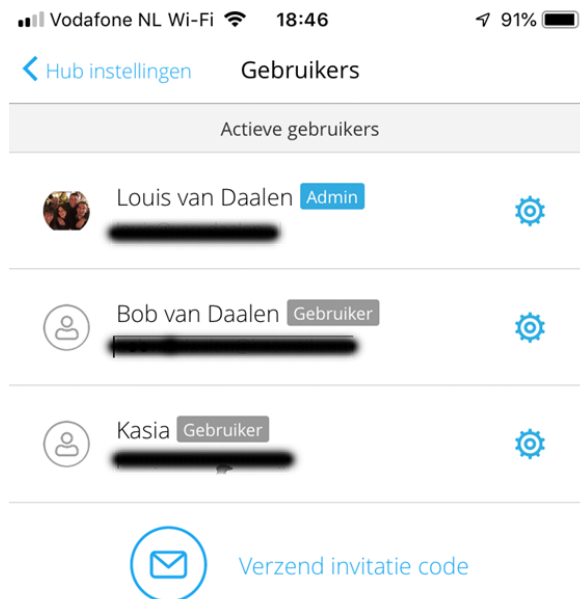 Vodafone NL Wi-Fi 18:46 91%
Hub instellingen Gebruikers
Actieve gebruikers
Louis van Daalen Admin
Bob van Daalen Gebruiker
Kasia Gebruiker
Verzend invitatie code